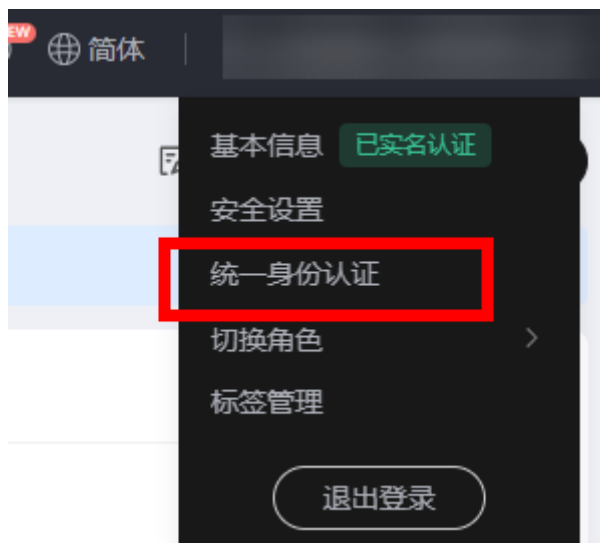 简体
基本信息 已实名认证
安全设置
统一身份认证
切换角色
标签管理
退出登录